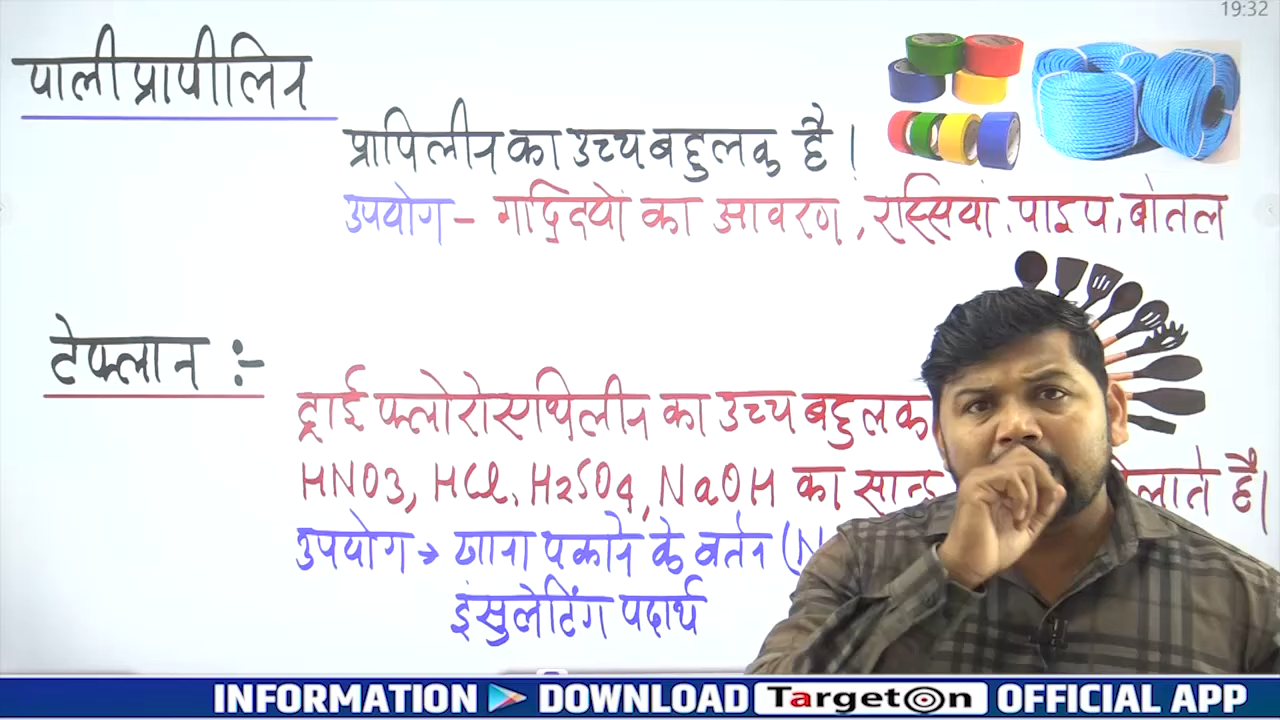 19:32
पालीप्रापीलिन
प्रापिलीन का उच्च बहुलक है।
उपयोग – गद्दियों का आवरण, रस्सियां, पाइप, बोतल
टेफ्लान :-
ट्राई फ्लोरोएथिलीन का उच्च बहुलक
HNO3, HCl, H2SO4, NaOH का सान्द्र है।
उपयोग → खाना पकाने के बर्तन (N
इंसुलेटिंग पदार्थ
INFORMATION DOWNLOAD Targeton OFFICIAL APP